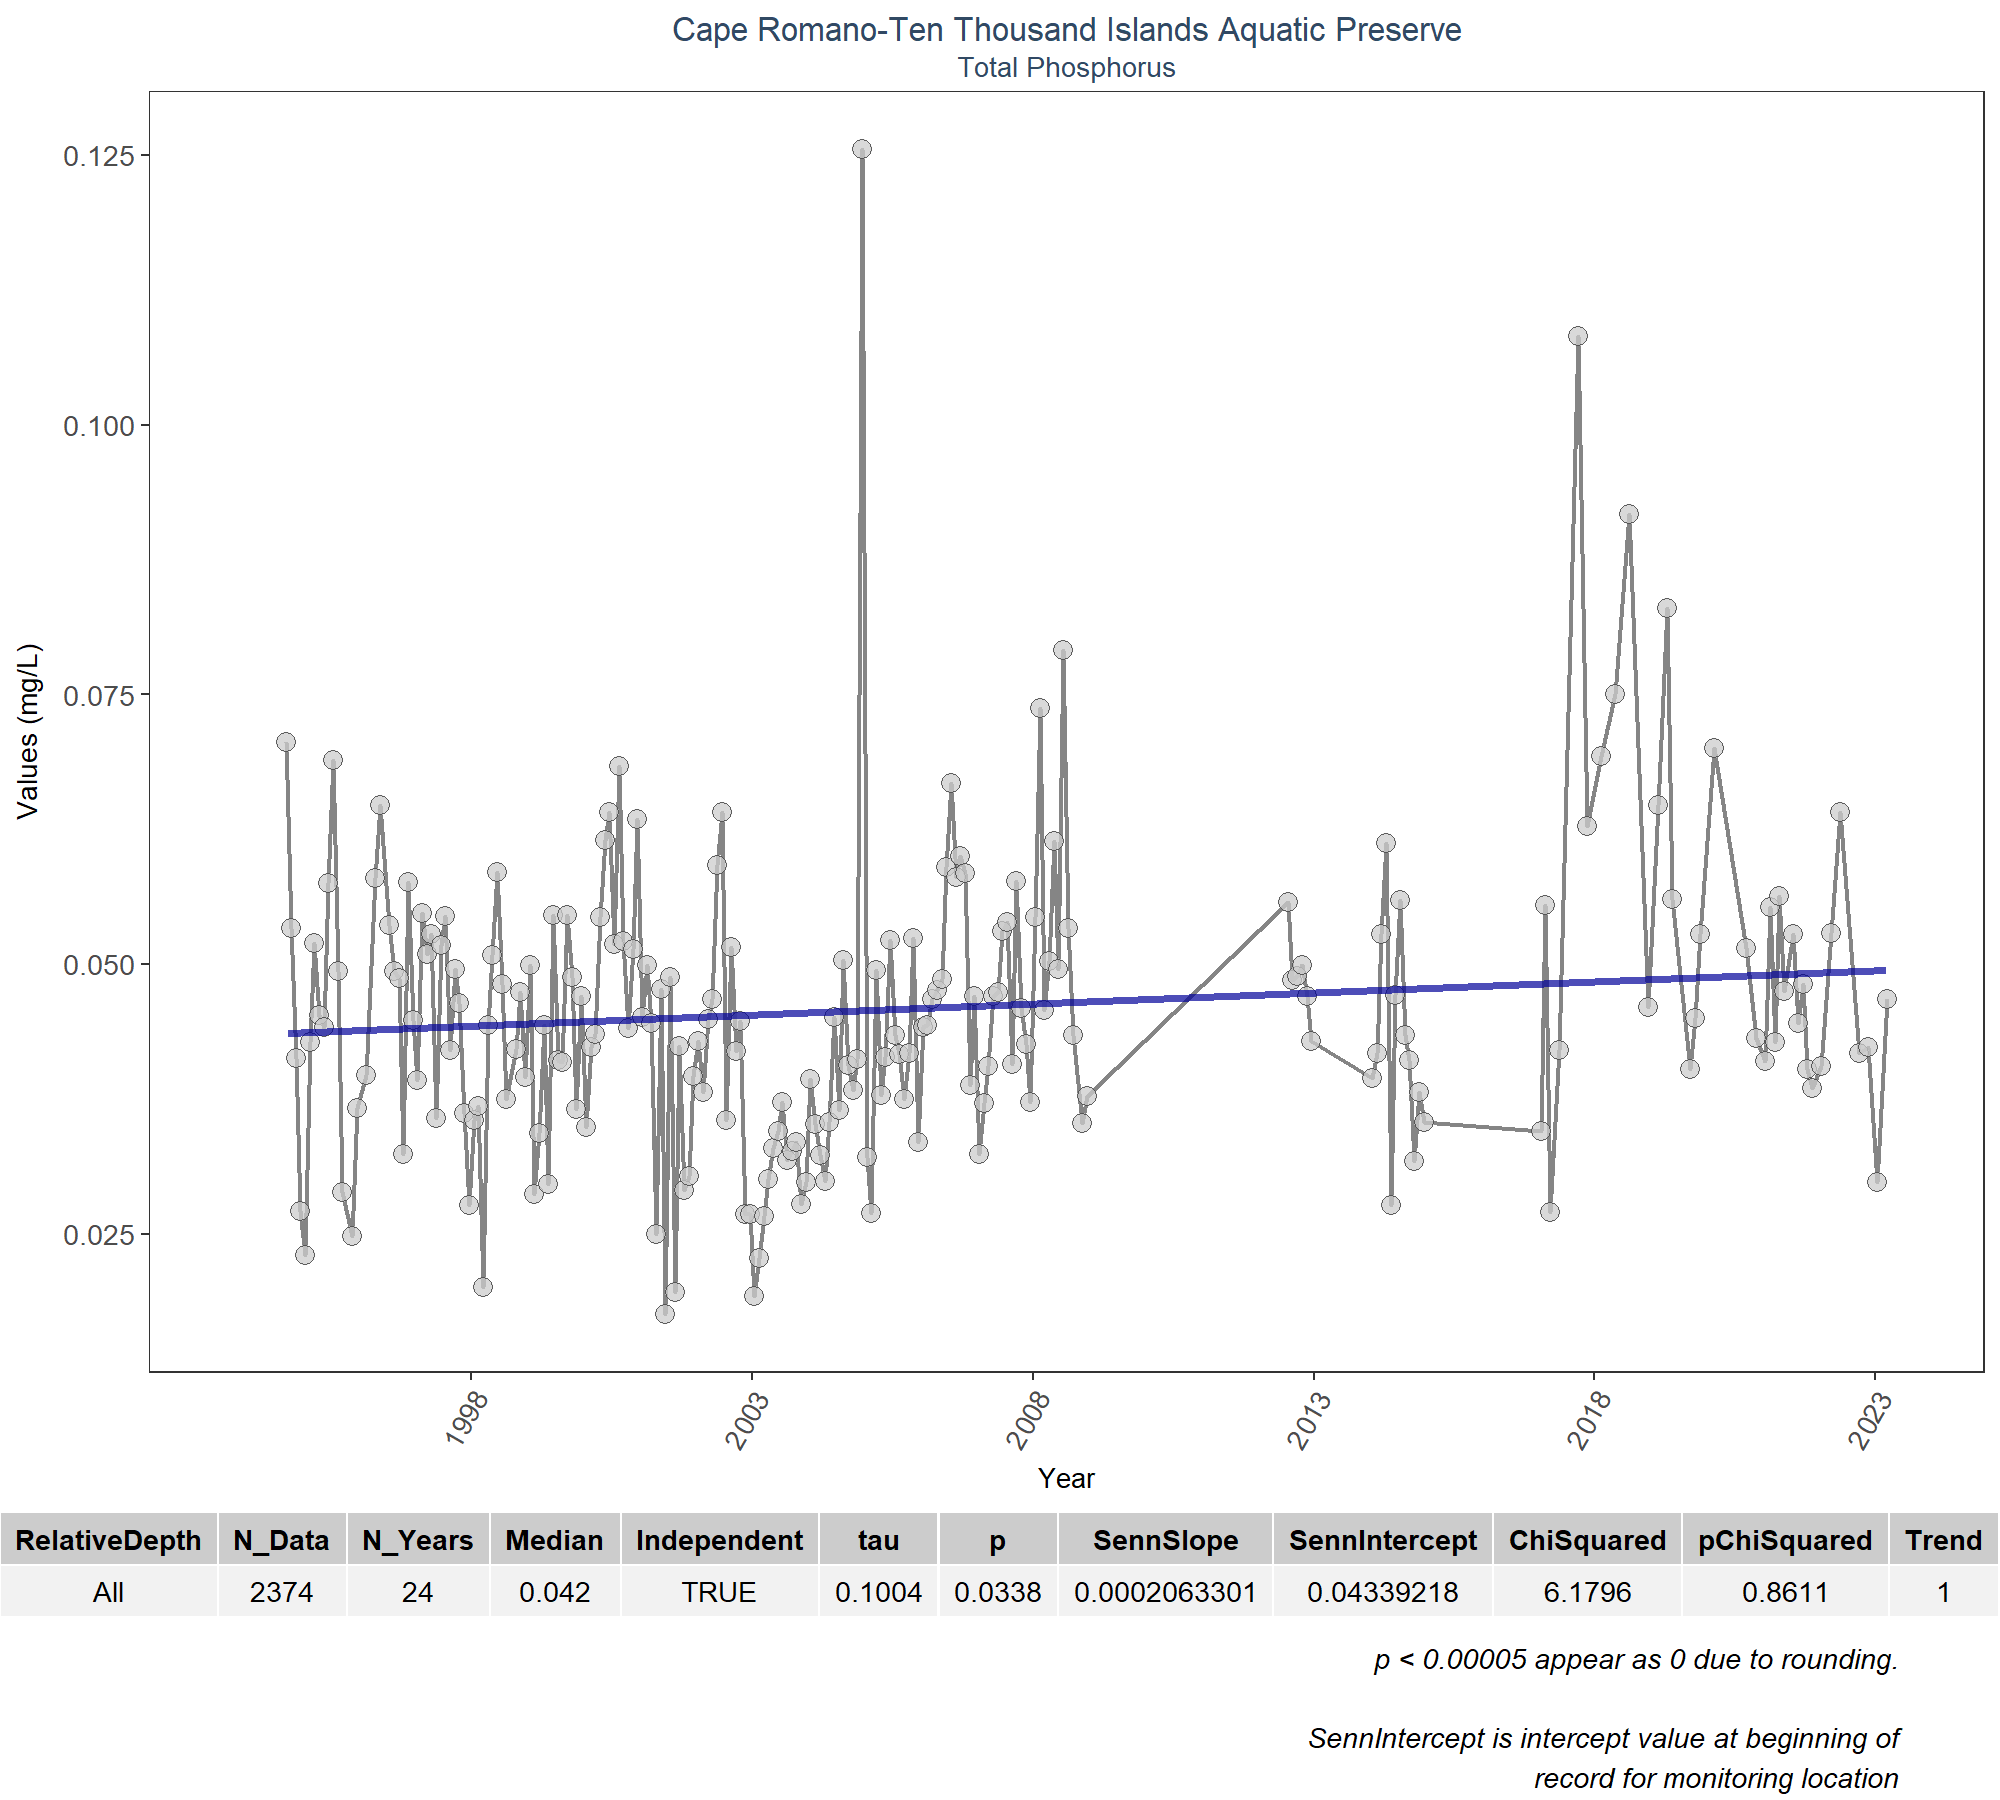 Cape Romano-Ten Thousand Islands Aquatic Preserve
Total Phosphorus
0.125
0.100
0.075
0.050
0.025
Values (mg/L)
1998
2003
2008
2013
2018
2023
Year
RelativeDepth N_Data N_Years Median Independent tau p SennSlope SennIntercept ChiSquared pChiSquared Trend
All 2374 24 0.042 TRUE 0.1004 0.0338 0.0002063301 0.04339218 6.1796 0.8611 1
p < 0.00005 appear as 0 due to rounding.
SennIntercept is intercept value at beginning of
record for monitoring location